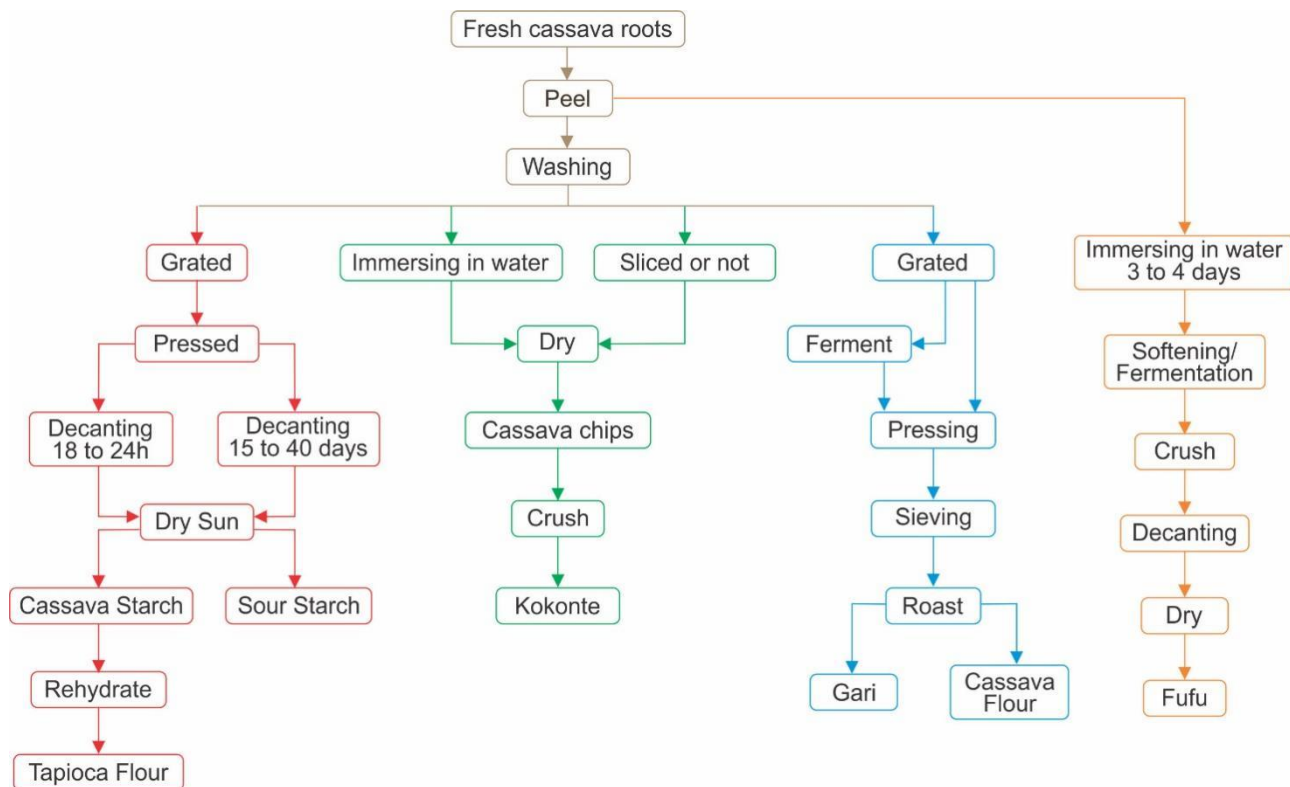 Fresh cassava roots
Peel
Washing
Grated
Immersing in water
Sliced or not
Grated
Immersing in water
3 to 4 days
Pressed
Dry
Ferment
Softening/
Fermentation
Decanting
18 to 24h
Decanting
15 to 40 days
Cassava chips
Pressing
Crush
Dry Sun
Crush
Sieving
Decanting
Cassava Starch
Sour Starch
Kokonte
Roast
Dry
Rehydrate
Gari
Cassava
Flour
Fufu
Tapioca Flour